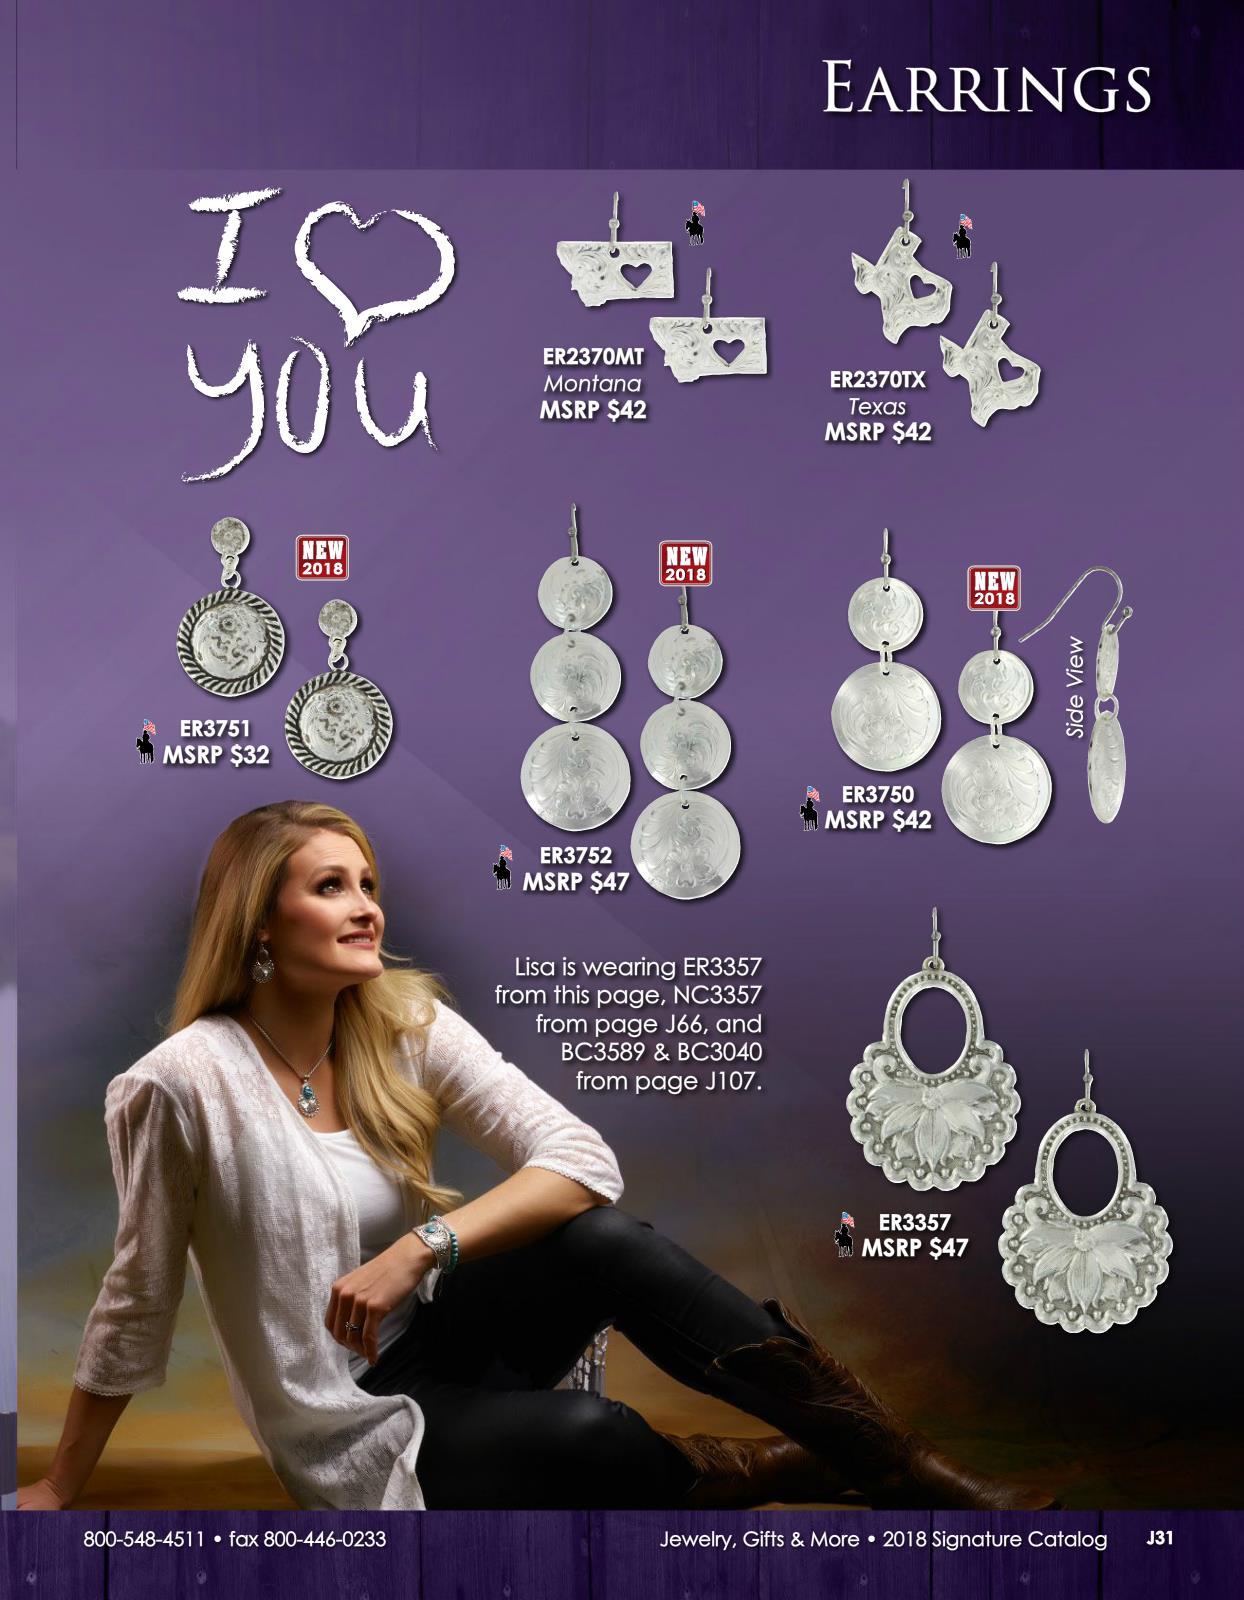 EARRINGS
I ♡
you
ER2370MT
Montana
MSRP $42
ER2370TX
Texas
MSRP $42
NEW
2018
ER3751
MSRP $32
NEW
2018
ER3752
MSRP $47
NEW
2018
Side View
ER3750
MSRP $42
Lisa is wearing ER3357
from this page, NC3357
from page J66, and
BC3589 & BC3040
from page J107.
ER3357
MSRP $47
800-548-4511 • fax 800-446-0233
Jewelry, Gifts & More • 2018 Signature Catalog J31